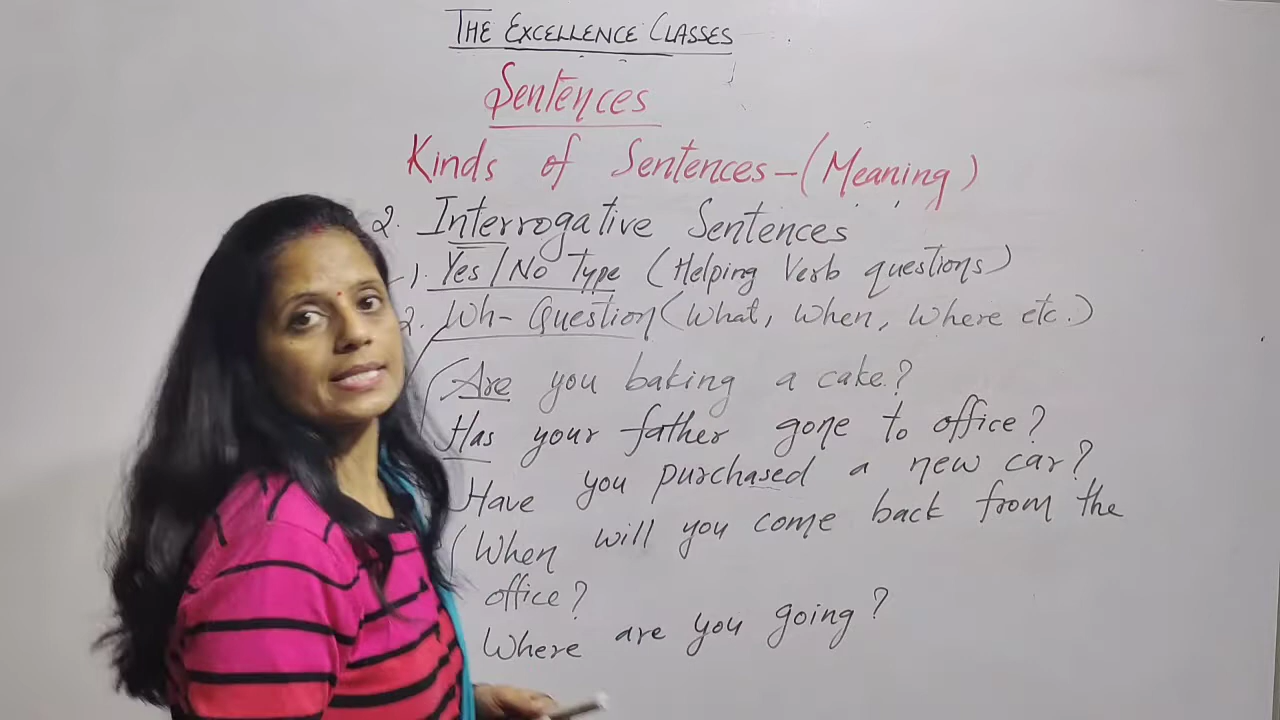 THE EXCELLENCE CLASSES
Sentences
Kinds of Sentences-(Meaning)
2. Interrogative Sentences
1. Yes/No Type (Helping Verb questions)
2. Wh-Question (What, When, Where etc.)
Are you baking a cake?
Has your father gone to office?
Have you purchased a new car?
When will you come back from the
office?
Where are you going?